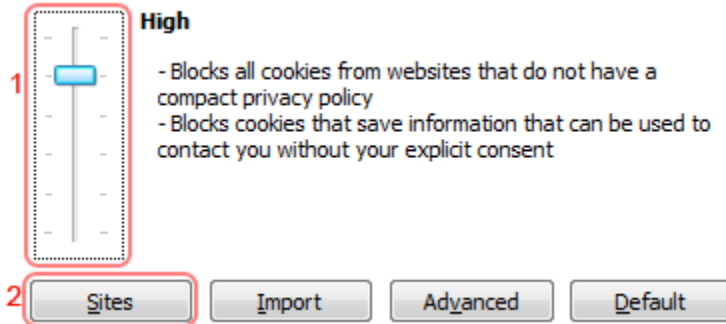 High
- Blocks all cookies from websites that do not have a
compact privacy policy
- Blocks cookies that save information that can be used to
contact you without your explicit consent
1
2
Sites Import Advanced Default